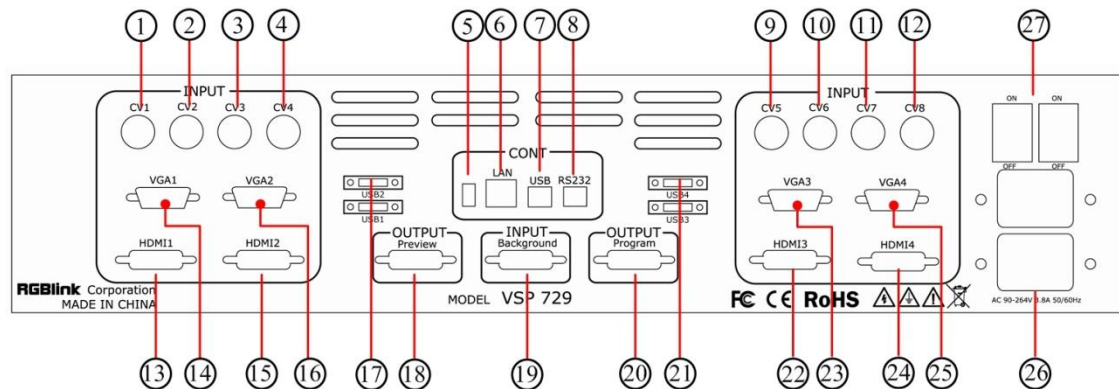 1 2 3 4 5 6 7 8 9 10 11 12 27
INPUT INPUT
CV1 CV2 CV3 CV4 CV5 CV6 CV7 CV8 ON ON
CONT
LAN USB RS232
OFF OFF
VGA1 VGA2 USB2 USB4 VGA3 VGA4
USB1 USB3
OUTPUT INPUT OUTPUT
Preview Background Program
HDMI1 HDMI2 HDMI3 HDMI4
RGBlink Corporation
MADE IN CHINA
MODEL VSP 729
FC CE RoHS
AC 90-264V 1.8A 50/60Hz
13 14 15 16 17 18 19 20 21 22 23 24 25 26